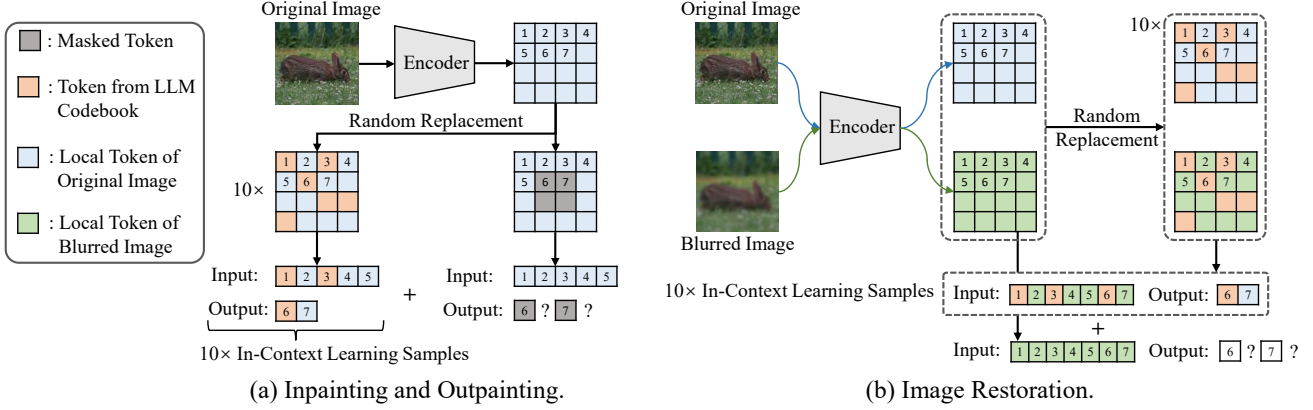 : Masked Token
: Token from LLM
Codebook
: Local Token of
Original Image
: Local Token of
Blurred Image
Original Image
Encoder
1 2 3 4
5 6 7
Random Replacement
10×
1 2 3 4
5 6 7
1 2 3 4
5 6 7
Input: 1 2 3 4 5
Output: 6 7
+
Input: 1 2 3 4 5
Output: 6 ? 7 ?
10× In-Context Learning Samples
(a) Inpainting and Outpainting.
Original Image
Blurred Image
Encoder
1 2 3 4
5 6 7
1 2 3 4
5 6 7
Random
Replacement
10×
1 2 3 4
5 6 7
1 2 3 4
5 6 7
10× In-Context Learning Samples
Input: 1 2 3 4 5 6 7 Output: 6 7
+
Input: 1 2 3 4 5 6 7 Output: 6 ? 7 ?
(b) Image Restoration.